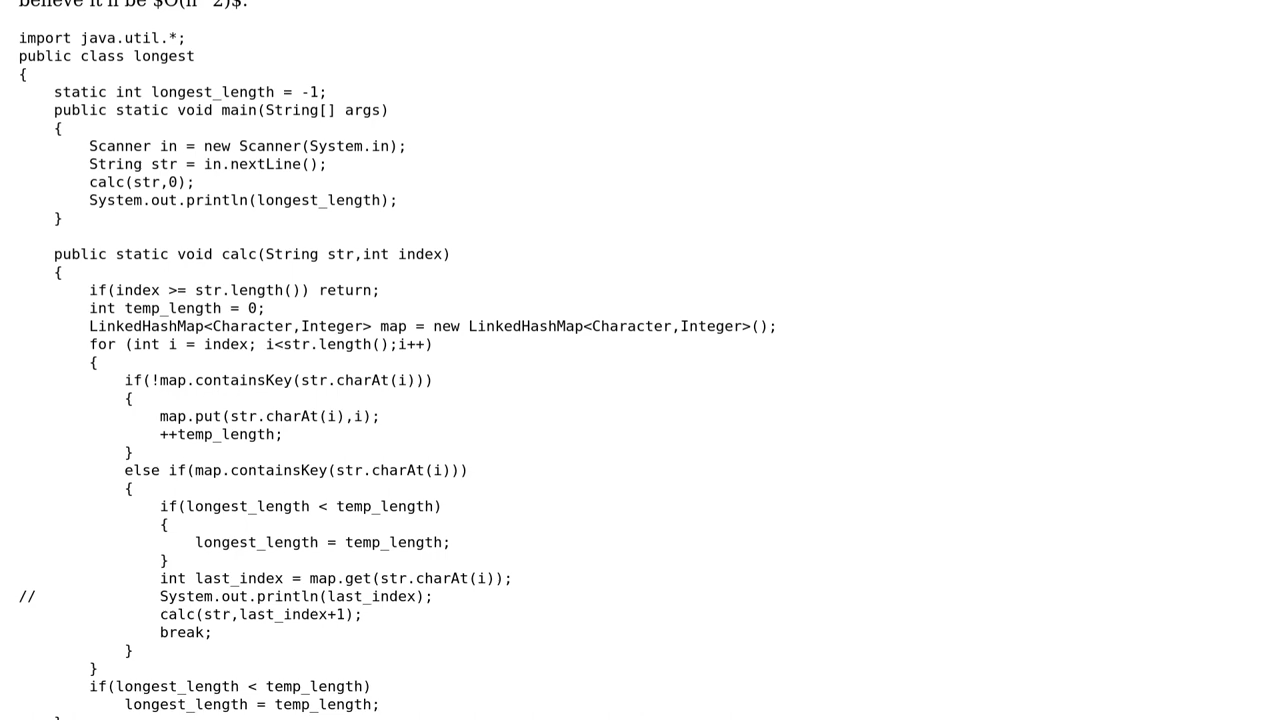 believe it'll be $O(n^2)$.
import java.util.*;
public class longest
{
    static int longest_length = -1;
    public static void main(String[] args)
    {
        Scanner in = new Scanner(System.in);
        String str = in.nextLine();
        calc(str,0);
        System.out.println(longest_length);
    }

    public static void calc(String str,int index)
    {
        if(index >= str.length()) return;
        int temp_length = 0;
        LinkedHashMap<Character,Integer> map = new LinkedHashMap<Character,Integer>();
        for (int i = index; i<str.length();i++)
        {
            if(!map.containsKey(str.charAt(i)))
            {
                map.put(str.charAt(i),i);
                ++temp_length;
            }
            else if(map.containsKey(str.charAt(i)))
            {
                if(longest_length < temp_length)
                {
                    longest_length = temp_length;
                }
                int last_index = map.get(str.charAt(i));
//              System.out.println(last_index);
                calc(str,last_index+1);
                break;
            }
        }
        if(longest_length < temp_length)
            longest_length = temp_length;
    }